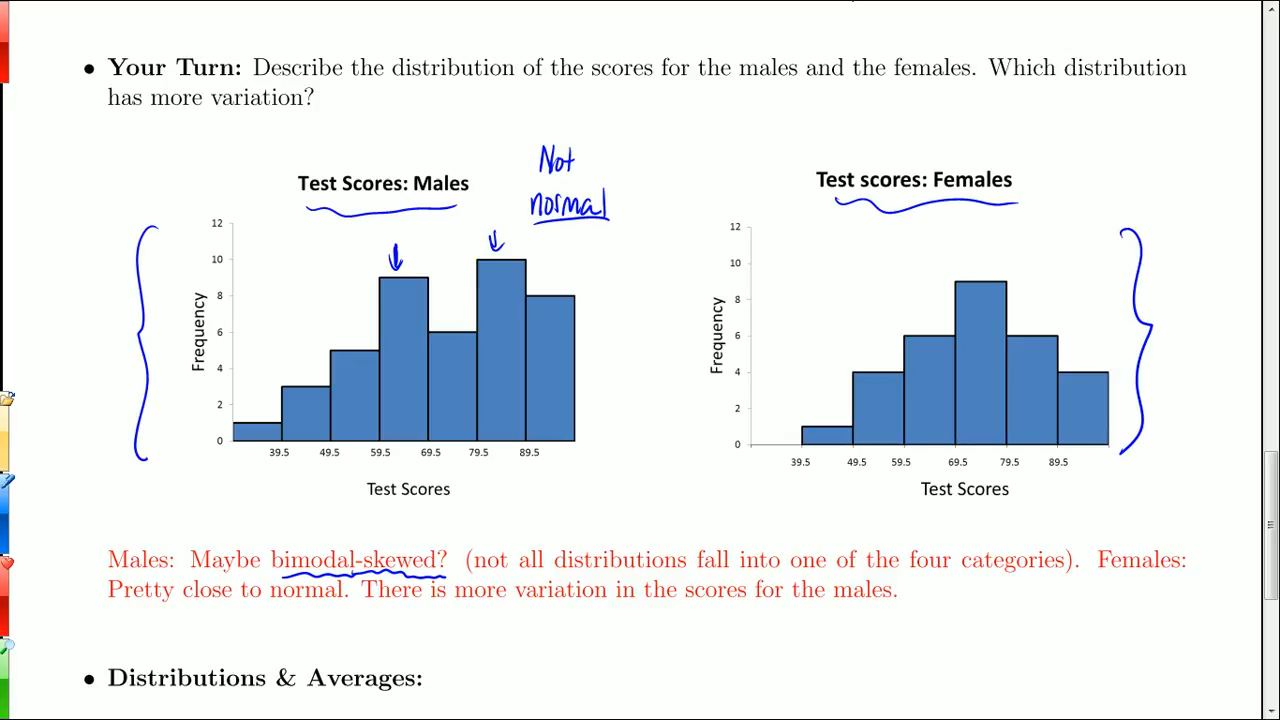 • Your Turn: Describe the distribution of the scores for the males and the females. Which distribution
has more variation?
Not
normal
Test Scores: Males
12
10
8
6
4
2
0
Frequency
39.5 49.5 59.5 69.5 79.5 89.5
Test Scores
Test scores: Females
12
10
8
6
4
2
0
Frequency
39.5 49.5 59.5 69.5 79.5 89.5
Test Scores
Males: Maybe bimodal-skewed? (not all distributions fall into one of the four categories). Females:
Pretty close to normal. There is more variation in the scores for the males.
• Distributions & Averages: